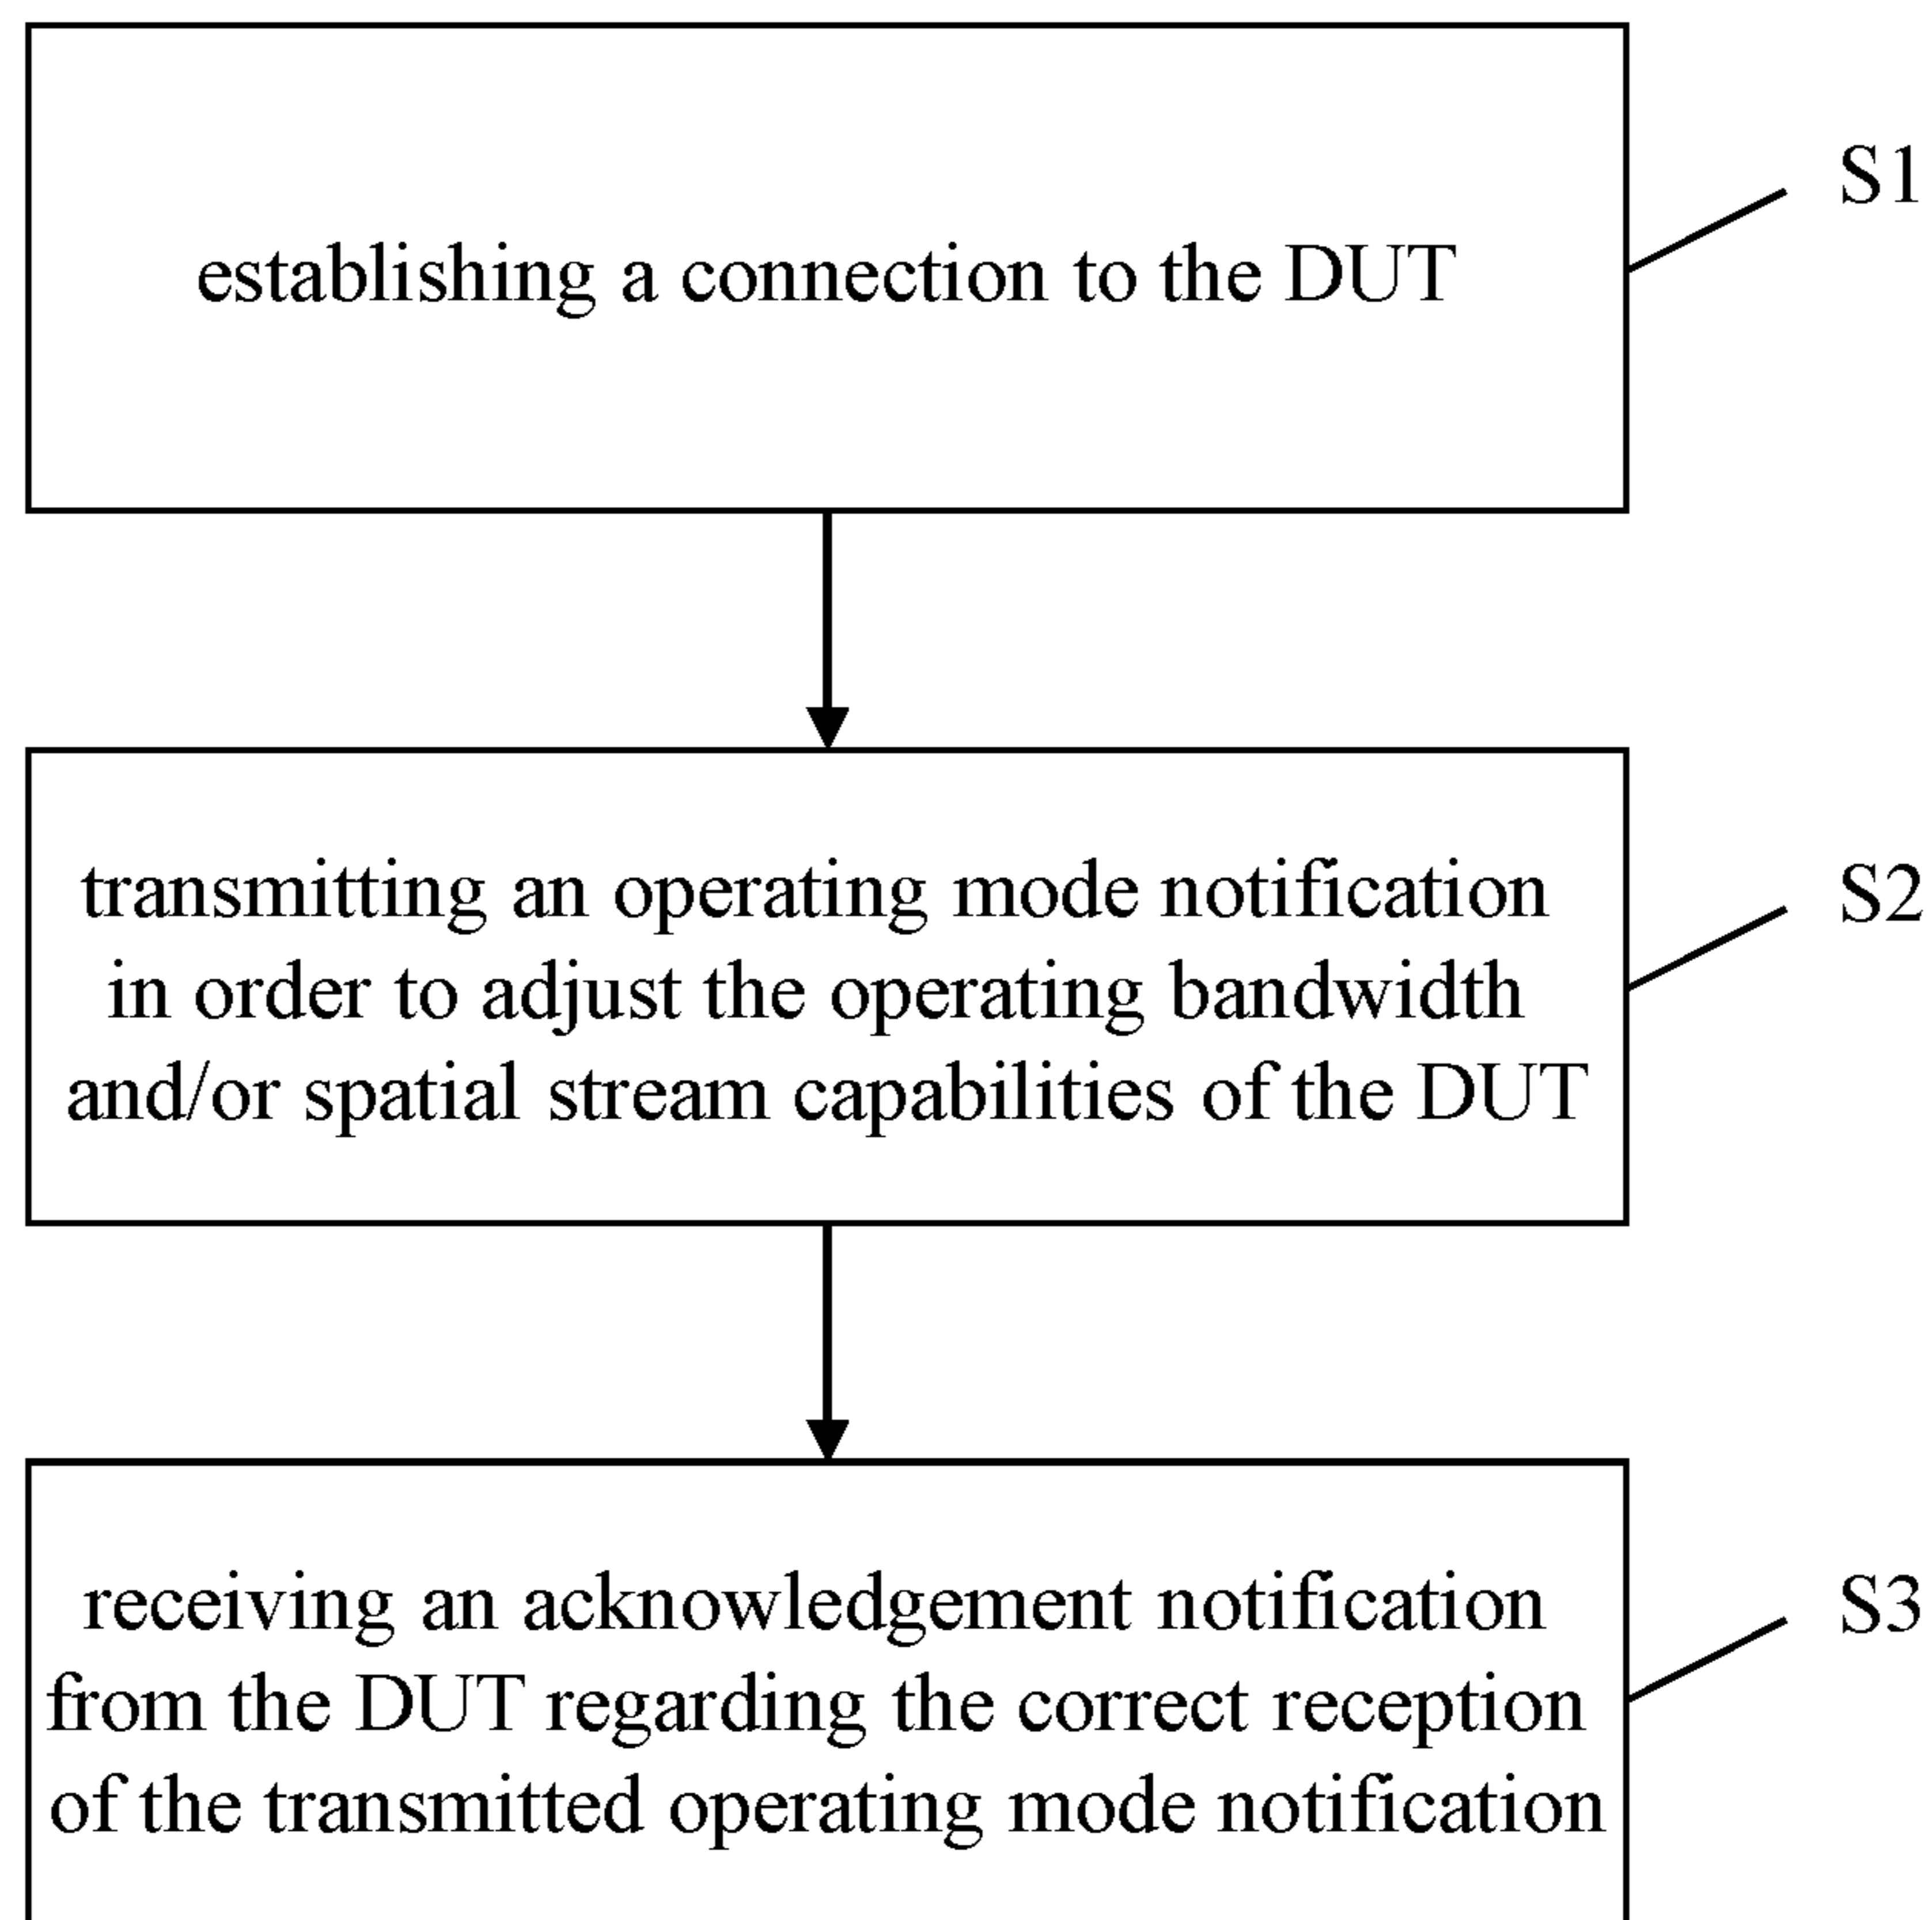 establishing a connection to the DUT
S1
transmitting an operating mode notification
in order to adjust the operating bandwidth
and/or spatial stream capabilities of the DUT
S2
receiving an acknowledgement notification
from the DUT regarding the correct reception
of the transmitted operating mode notification
S3